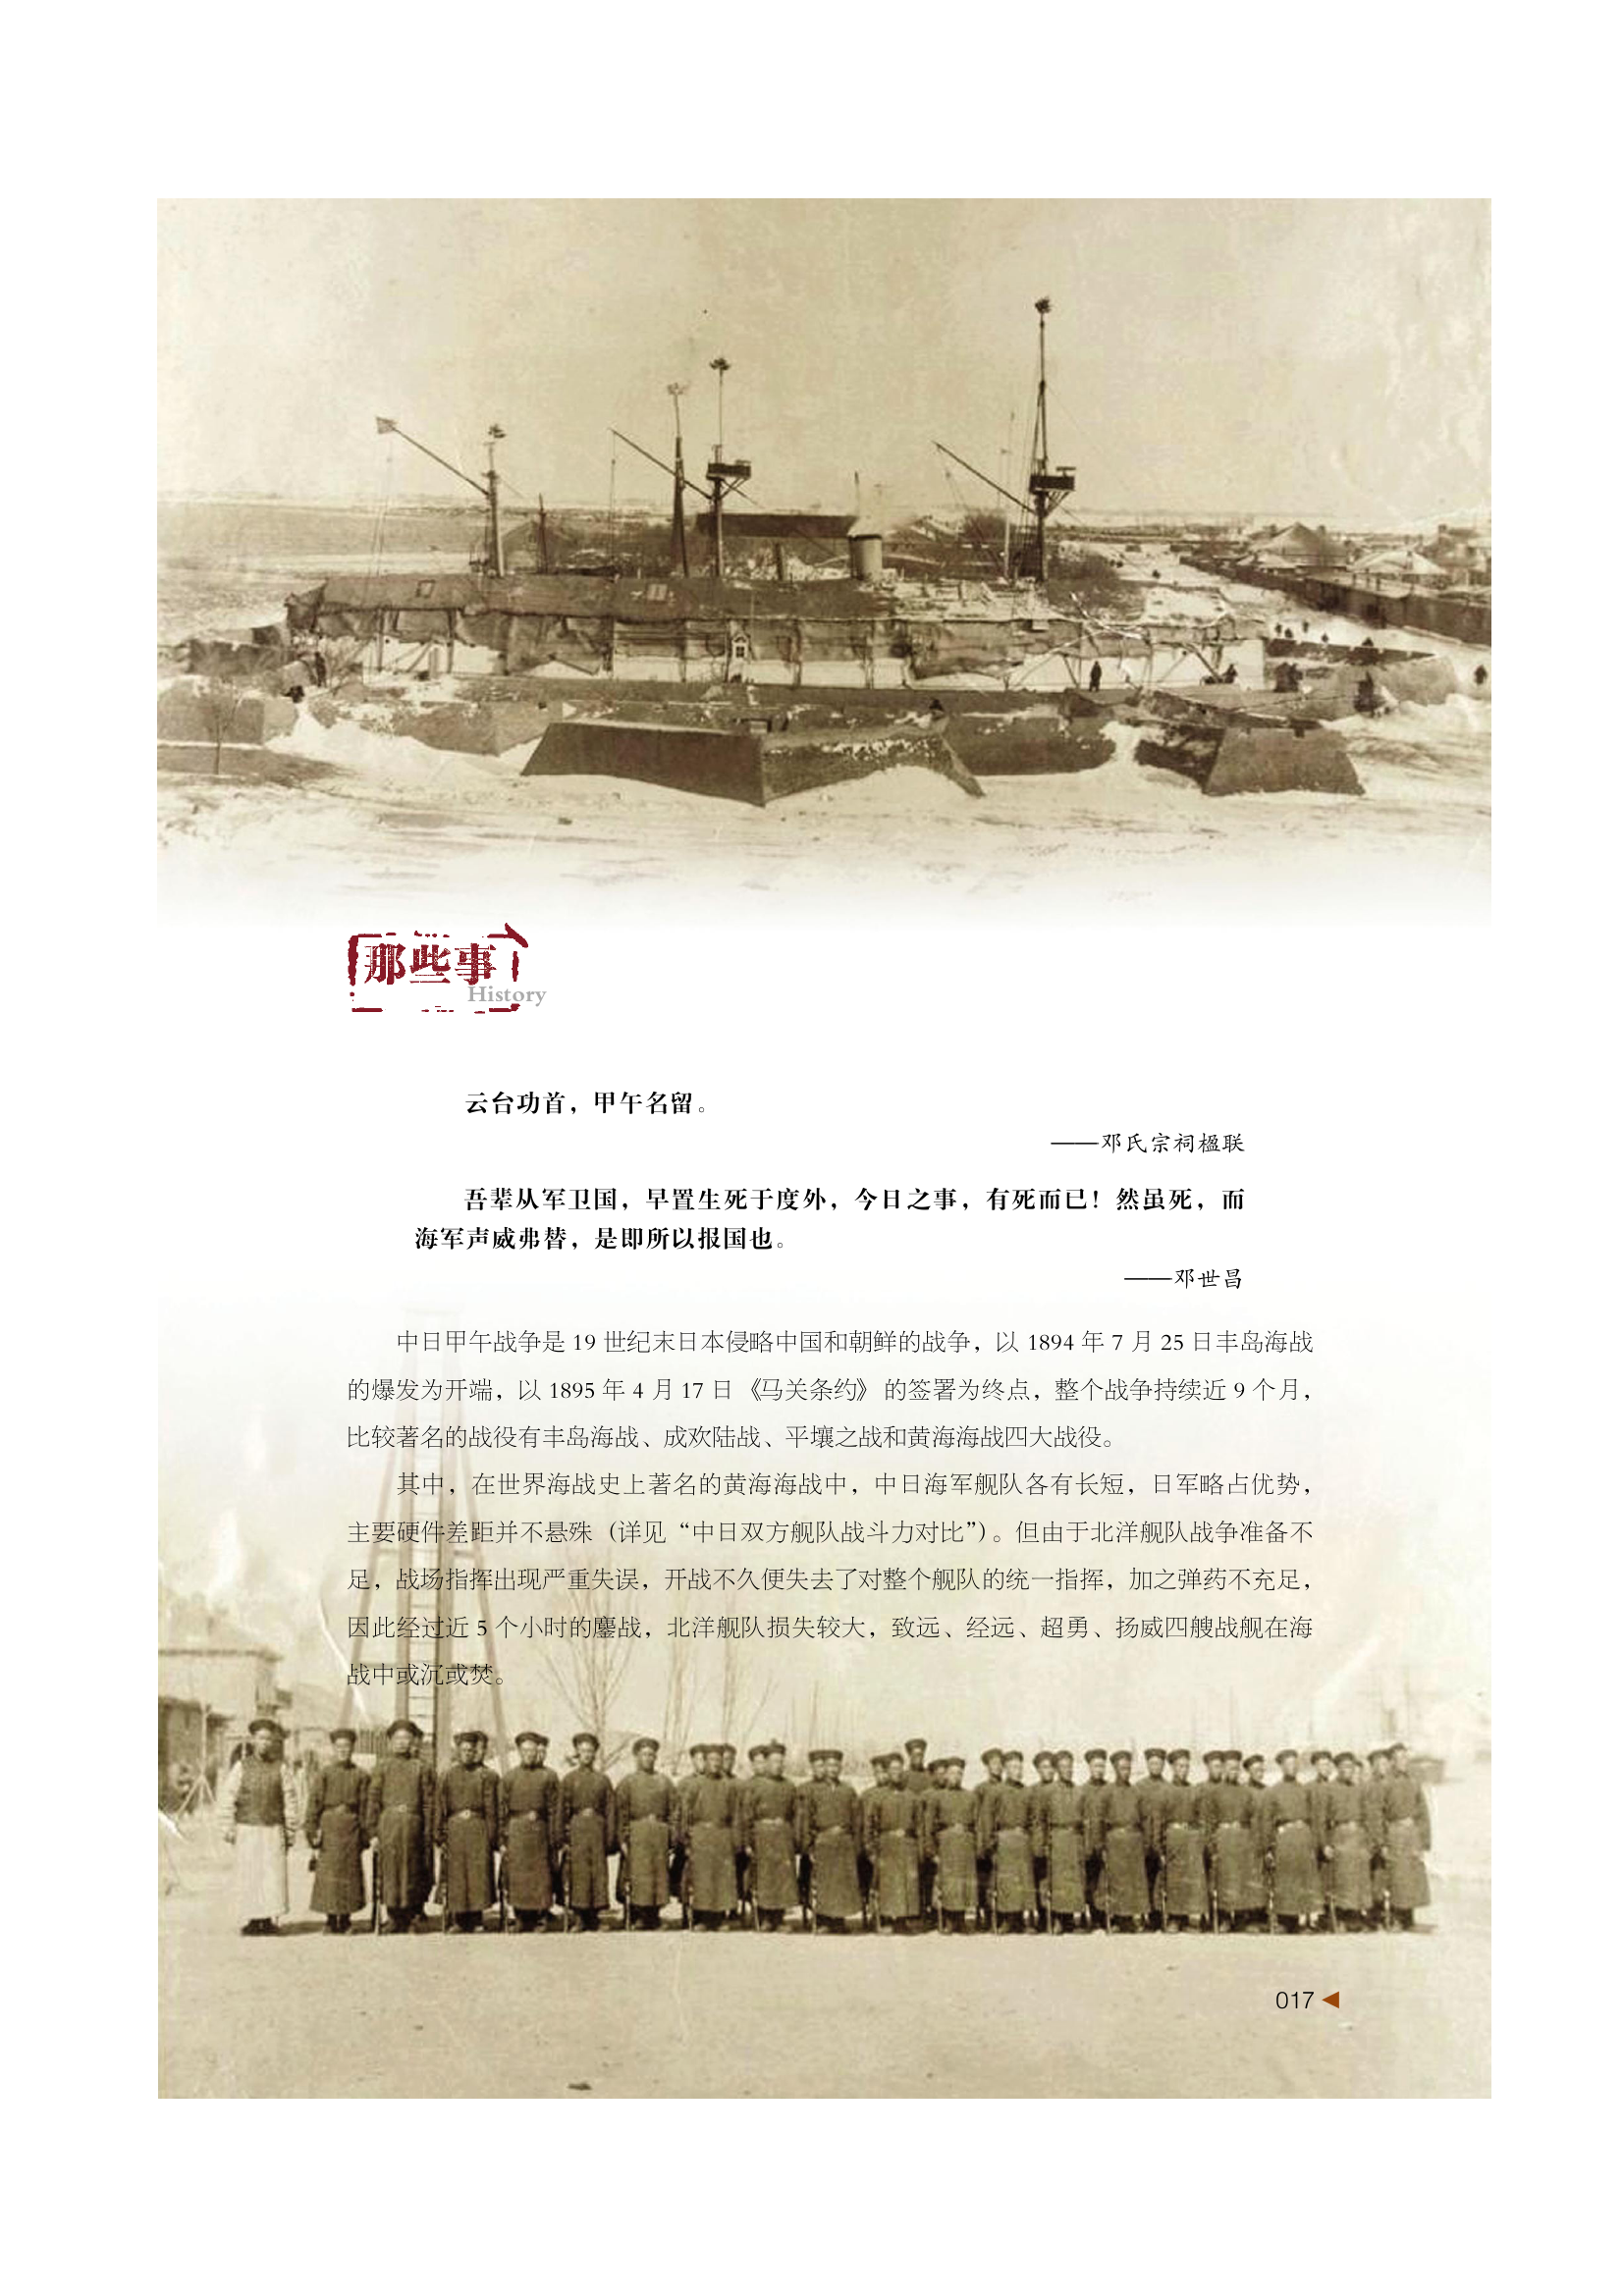 那些事
History
云台功首，甲午名留。
——邓氏宗祠楹联
吾辈从军卫国，早置生死于度外，今日之事，有死而已！然虽死，而
海军声威弗替，是即所以报国也。
——邓世昌
中日甲午战争是 19 世纪末日本侵略中国和朝鲜的战争，以 1894 年 7 月 25 日丰岛海战
的爆发为开端，以 1895 年 4 月 17 日《马关条约》的签署为终点，整个战争持续近 9 个月，
比较著名的战役有丰岛海战、成欢陆战、平壤之战和黄海海战四大战役。
其中，在世界海战史上著名的黄海海战中，中日海军舰队各有长短，日军略占优势，
主要硬件差距并不悬殊（详见“中日双方舰队战斗力对比”）。但由于北洋舰队战争准备不
足，战场指挥出现严重失误，开战不久便失去了对整个舰队的统一指挥，加之弹药不充足，
因此经过近 5 个小时的鏖战，北洋舰队损失较大，致远、经远、超勇、扬威四艘战舰在海
战中或沉或焚。
017